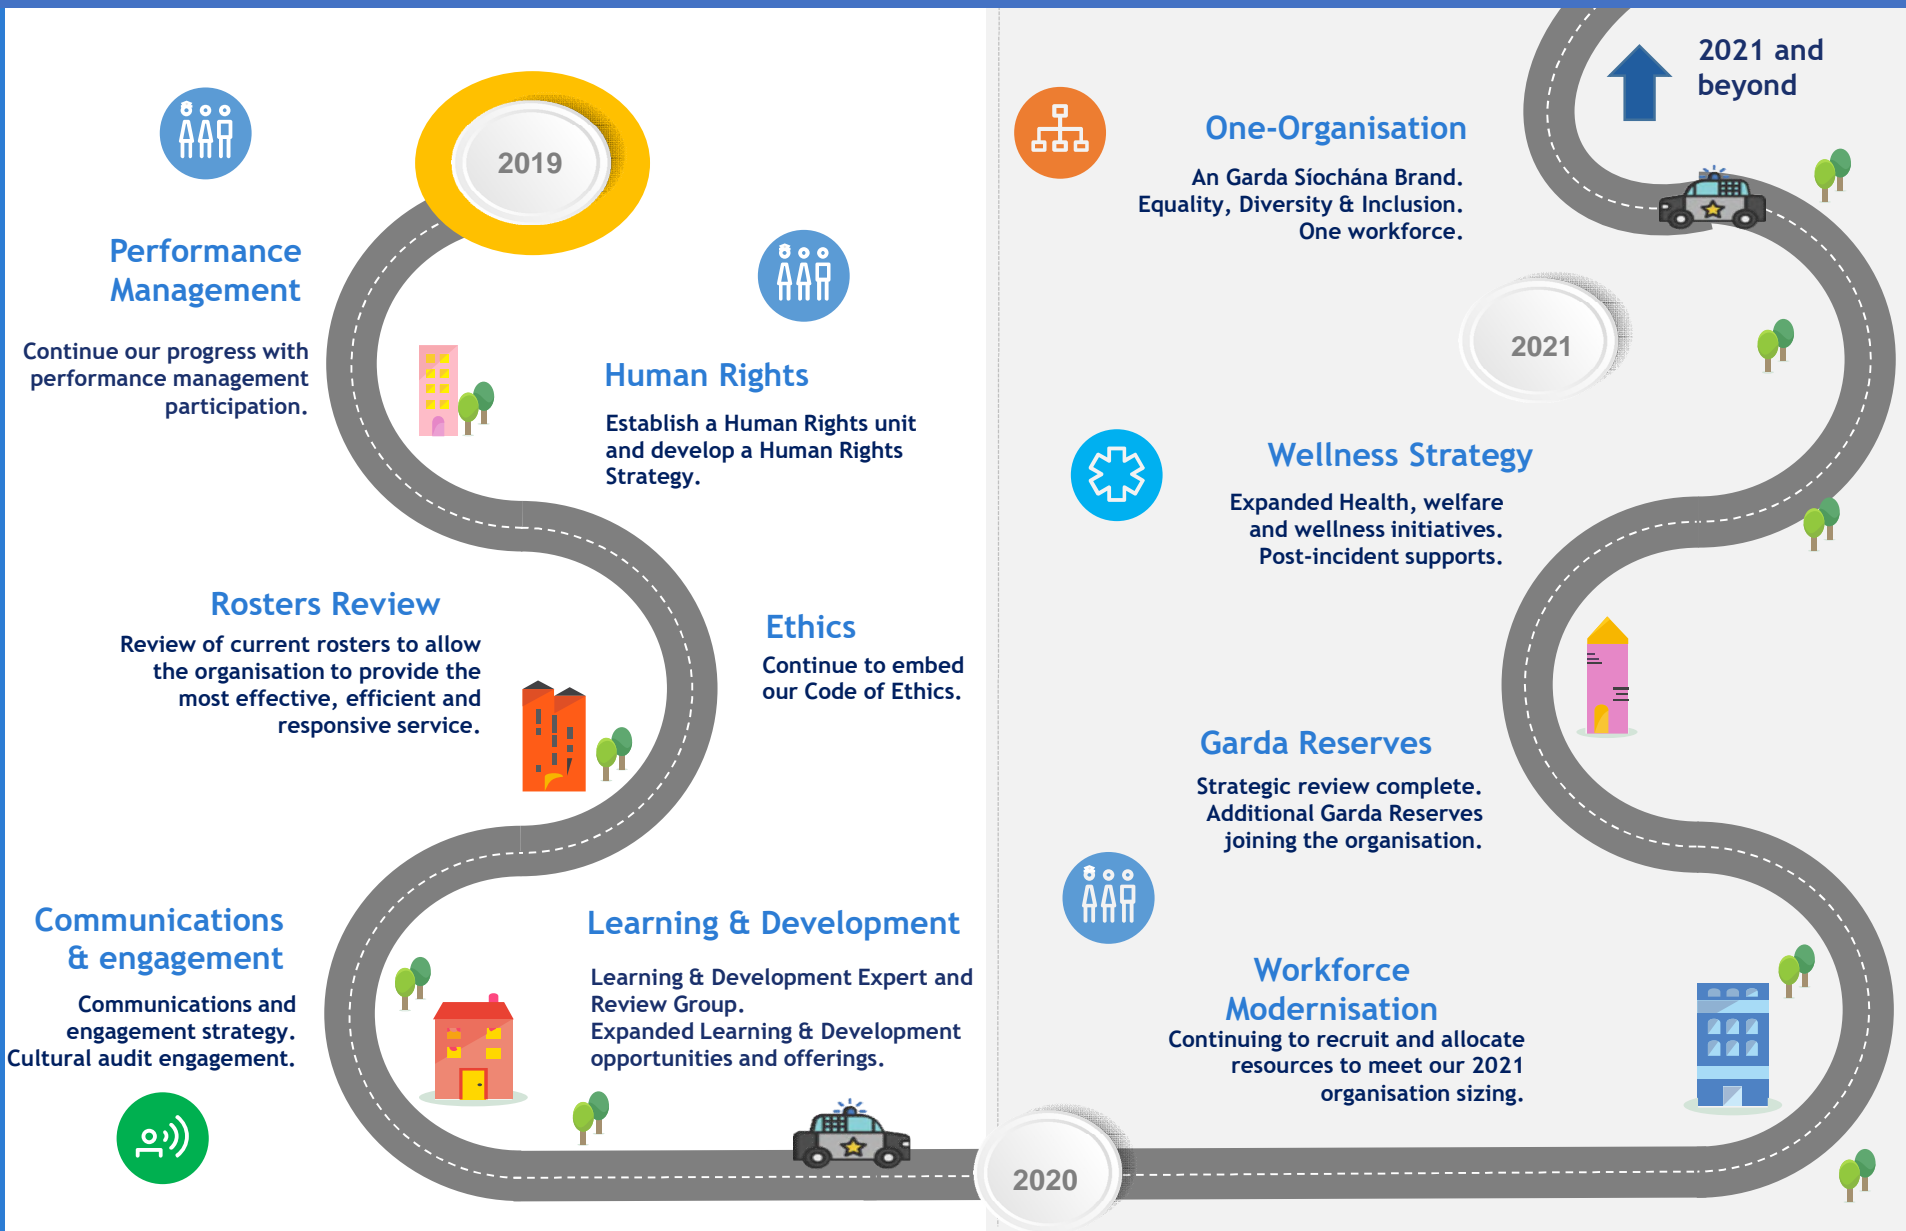 2019
Performance
Management
Continue our progress with
performance management
participation.
Human Rights
Establish a Human Rights unit
and develop a Human Rights
Strategy.
Rosters Review
Review of current rosters to allow
the organisation to provide the
most effective, efficient and
responsive service.
Ethics
Continue to embed
our Code of Ethics.
Communications
& engagement
Communications and
engagement strategy.
Cultural audit engagement.
Learning & Development
Learning & Development Expert and
Review Group.
Expanded Learning & Development
opportunities and offerings.
2020
2021 and
beyond
One-Organisation
An Garda Síochána Brand.
Equality, Diversity & Inclusion.
One workforce.
2021
Wellness Strategy
Expanded Health, welfare
and wellness initiatives.
Post-incident supports.
Garda Reserves
Strategic review complete.
Additional Garda Reserves
joining the organisation.
Workforce
Modernisation
Continuing to recruit and allocate
resources to meet our 2021
organisation sizing.